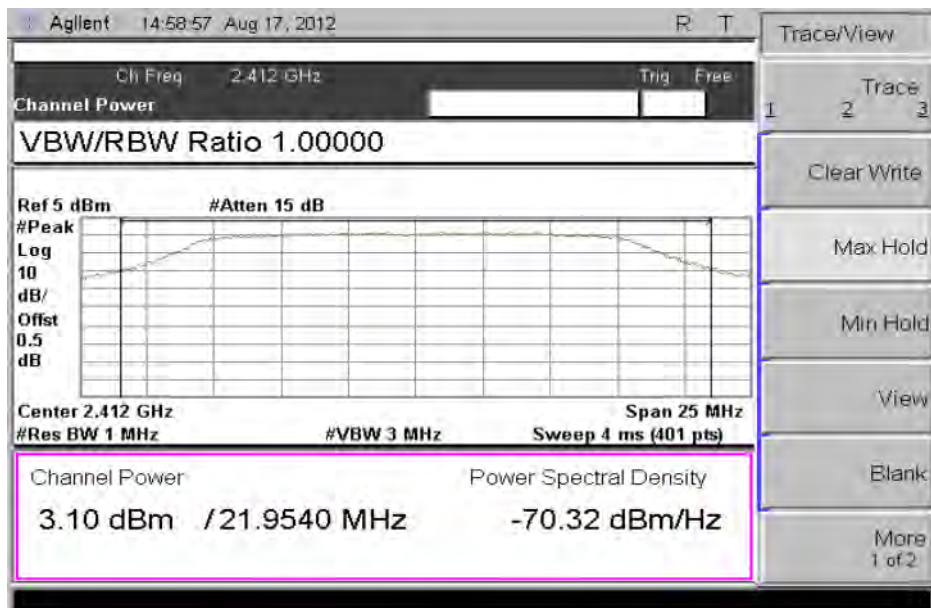 Agilent 14:58:57 Aug 17, 2012 R T
Trace/View
Ch Freq 2.412 GHz Trig Free
Channel Power
Trace
1 2 3
VBW/RBW Ratio 1.00000
Clear Write
Ref 5 dBm #Atten 15 dB
#Peak
Log
10
dB/
Offst
0.5
dB
Max Hold
Min Hold
Center 2.412 GHz Span 25 MHz
#Res BW 1 MHz #VBW 3 MHz Sweep 4 ms (401 pts)
View
Channel Power Power Spectral Density
3.10 dBm / 21.9540 MHz -70.32 dBm/Hz
Blank
More
1 of 2